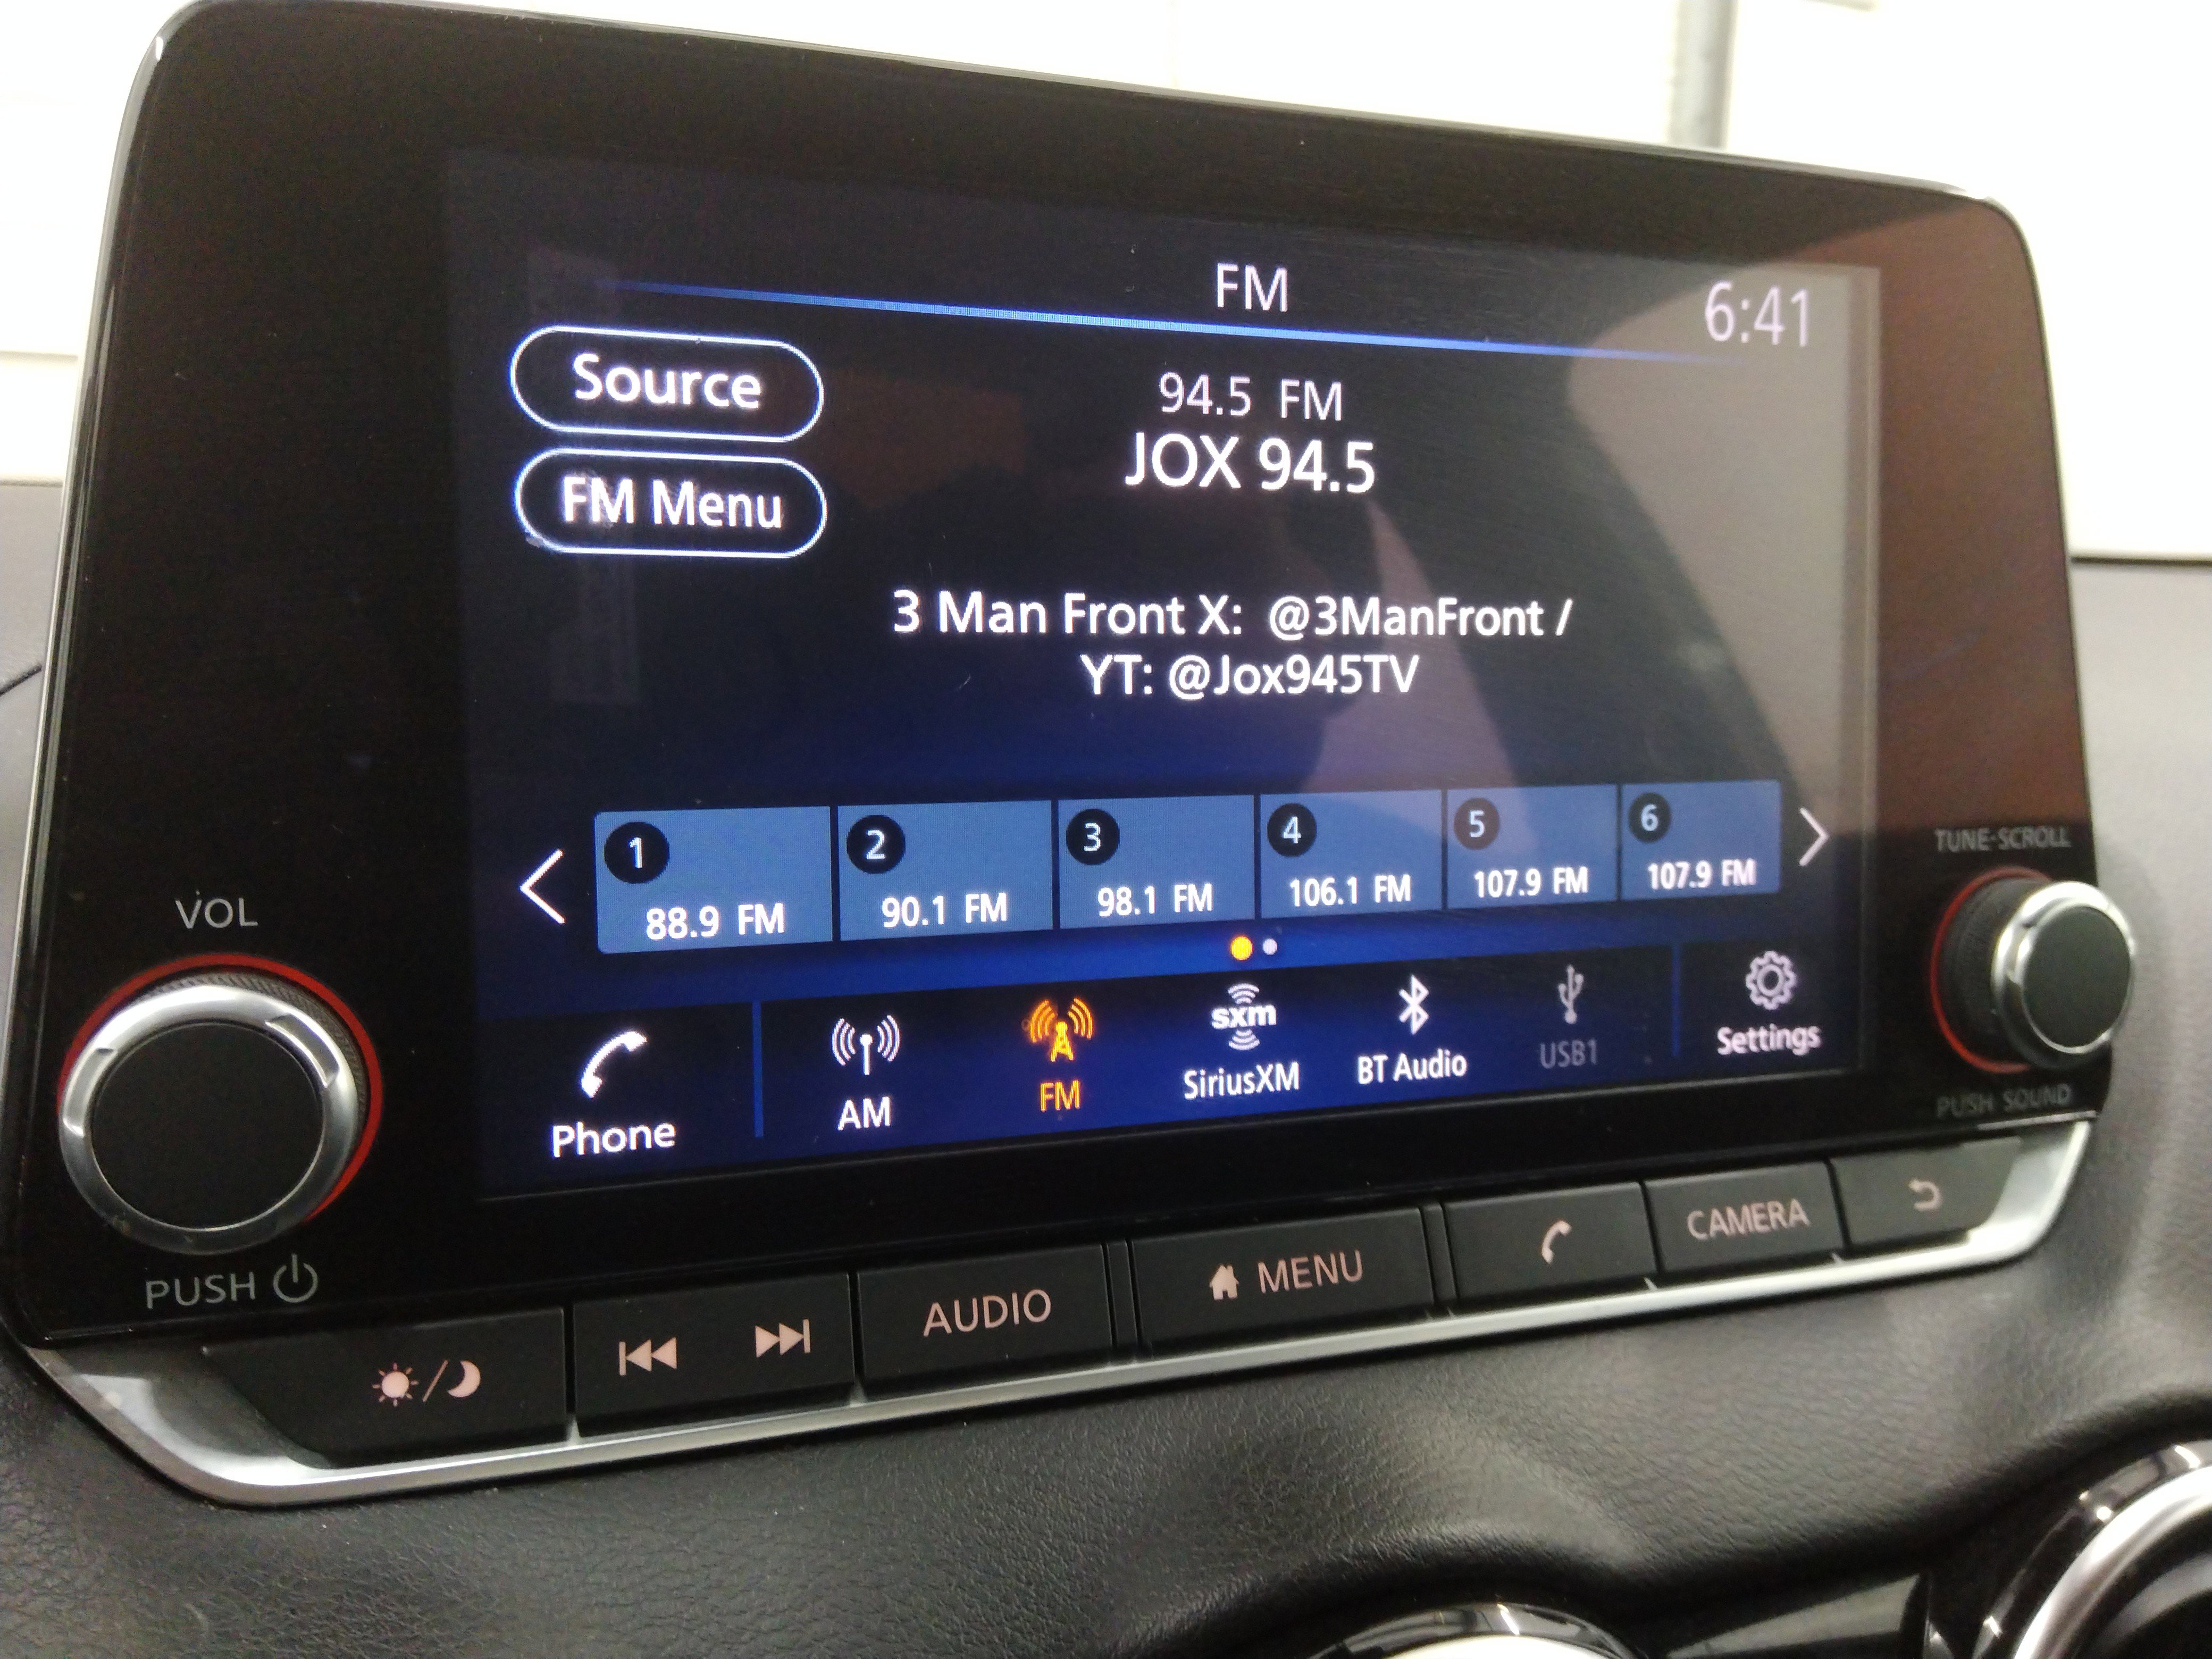 FM
6:41
Source
94.5 FM
JOX 94.5
FM Menu
3 Man Front X: @3ManFront /
YT: @Jox945TV
1 2 3 4 5 6
88.9 FM 90.1 FM 98.1 FM 106.1 FM 107.9 FM 107.9 FM
Phone AM FM sxm SiriusXM BT Audio USB1 Settings
VOL
PUSH
TUNE·SCROLL
PUSH SOUND
AUDIO MENU CAMERA